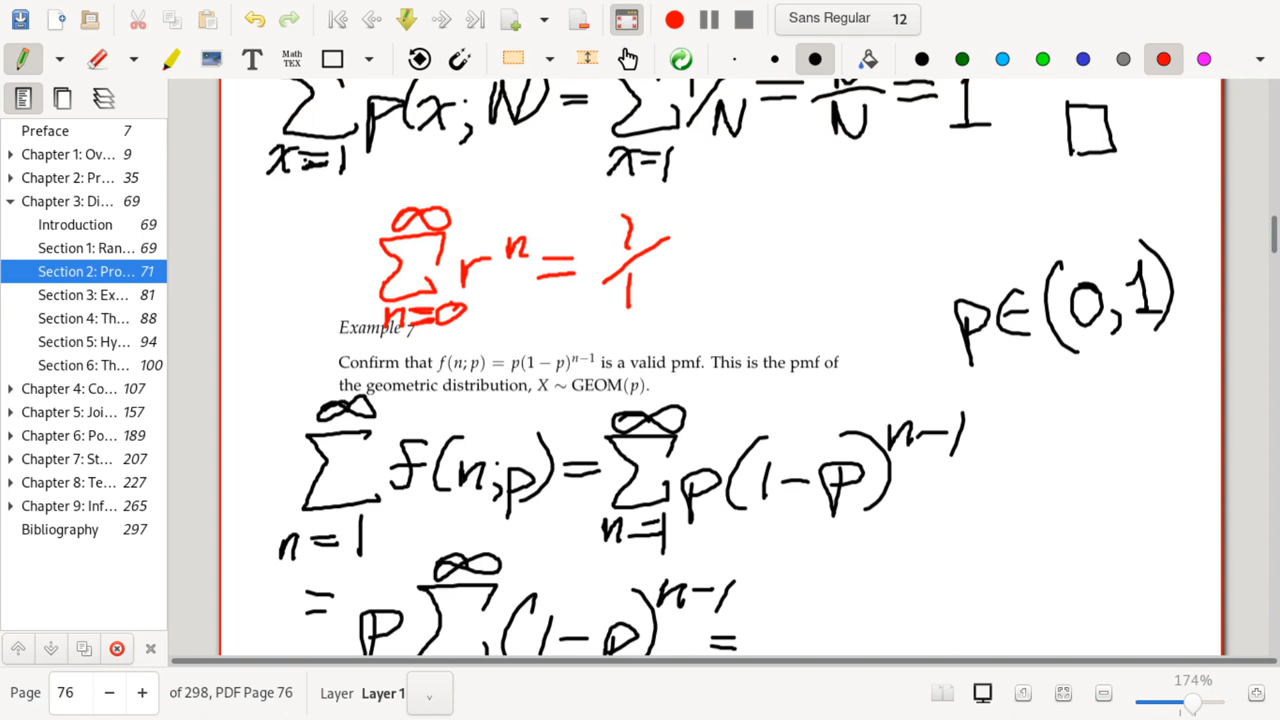 Sans Regular 12
T Math TEX
Preface 7
Chapter 1: Ov... 9
Chapter 2: Pr... 35
Chapter 3: Di... 69
Introduction 69
Section 1: Ran... 69
Section 2: Pro... 71
Section 3: Ex... 81
Section 4: Th... 88
Section 5: Hy... 94
Section 6: Th... 100
Chapter 4: Co... 107
Chapter 5: Joi... 157
Chapter 6: Po... 189
Chapter 7: St... 207
Chapter 8: Te... 227
Chapter 9: Inf... 265
Bibliography 297
∑ x=1 p(x; N) = ∑ x=1 1/N = N/N = 1 □
∑ n=0 ∞ r^n = 1/1
p∈(0,1)
Example 7
Confirm that f(n; p) = p(1 − p)^{n−1} is a valid pmf. This is the pmf of
the geometric distribution, X ∼ GEOM(p).
∑ n=1 ∞ f(n;p) = ∑ n=1 ∞ p(1-p)^{n-1}
= p ∑ ∞ (1-p)^{n-1} =
Page 76 − + of 298, PDF Page 76 Layer Layer 1 174%